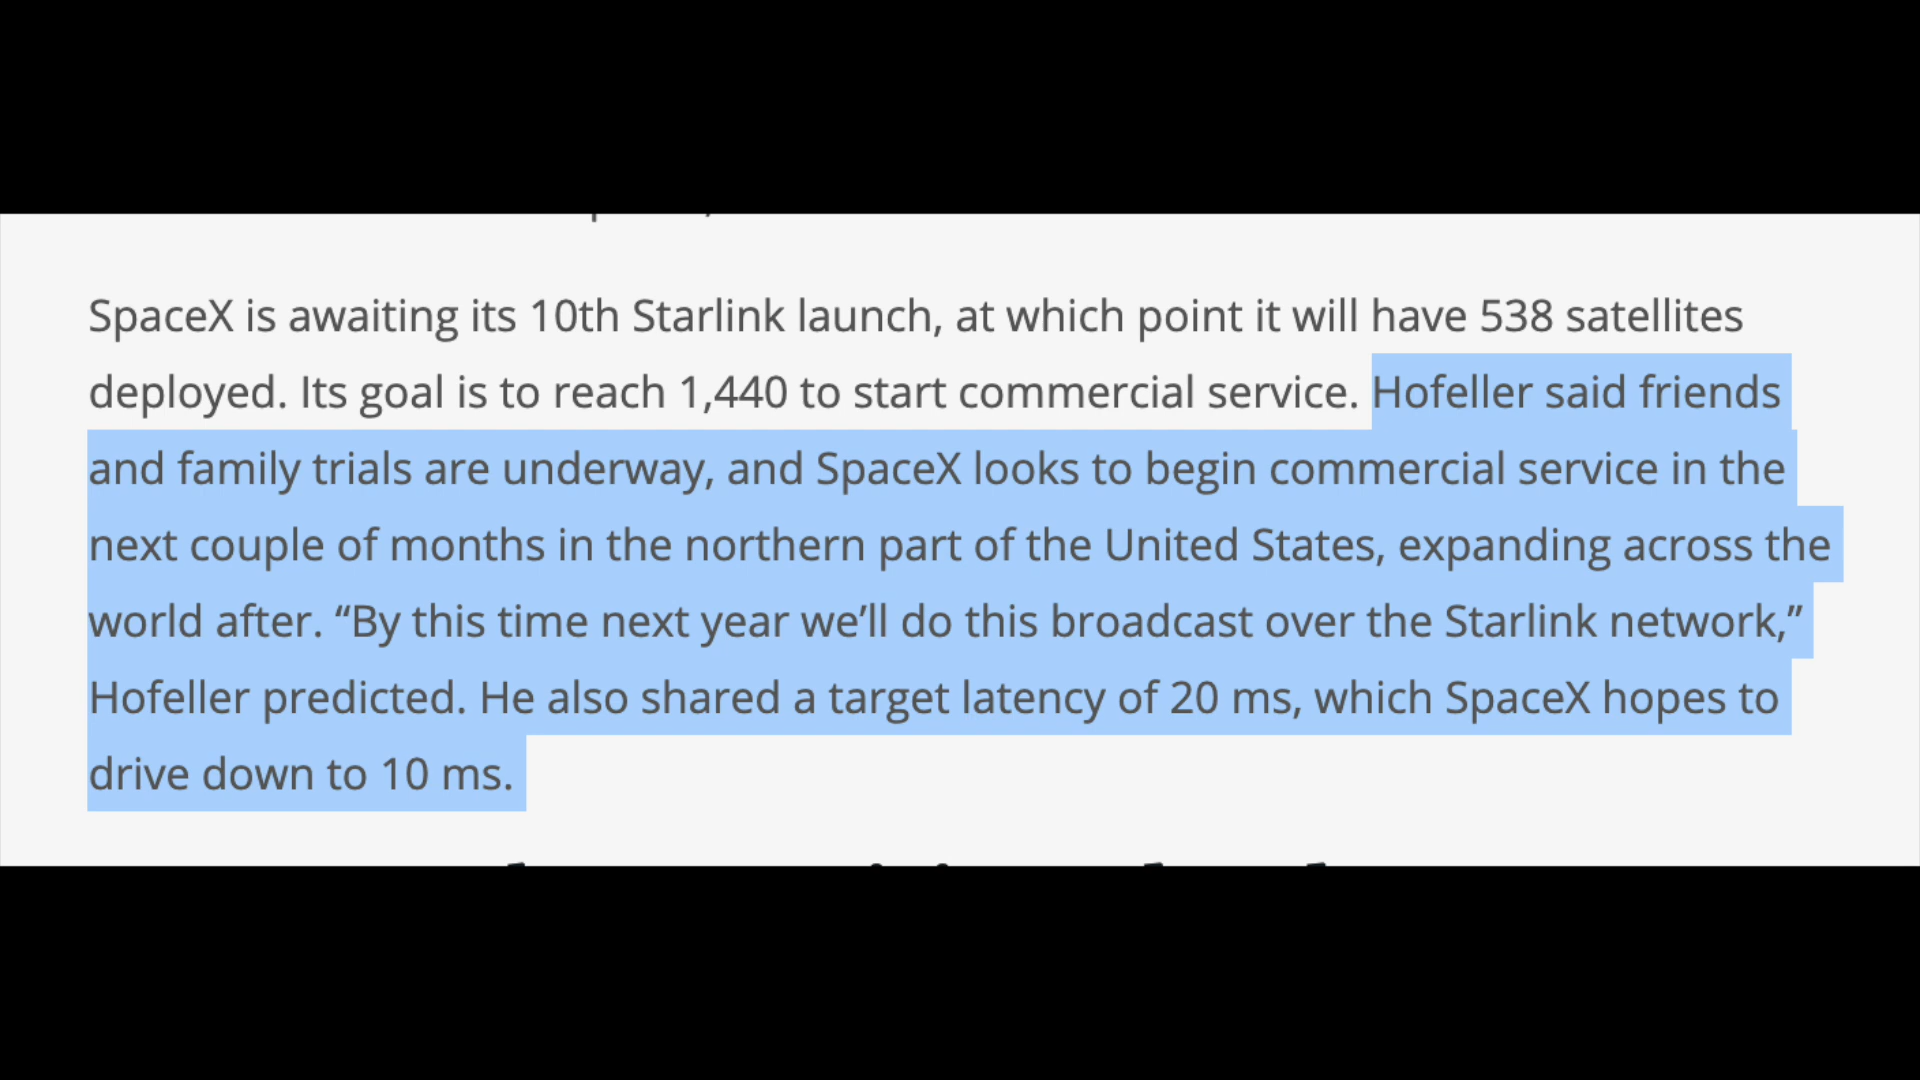 SpaceX is awaiting its 10th Starlink launch, at which point it will have 538 satellites
deployed. Its goal is to reach 1,440 to start commercial service. Hofeller said friends
and family trials are underway, and SpaceX looks to begin commercial service in the
next couple of months in the northern part of the United States, expanding across the
world after. “By this time next year we’ll do this broadcast over the Starlink network,”
Hofeller predicted. He also shared a target latency of 20 ms, which SpaceX hopes to
drive down to 10 ms.